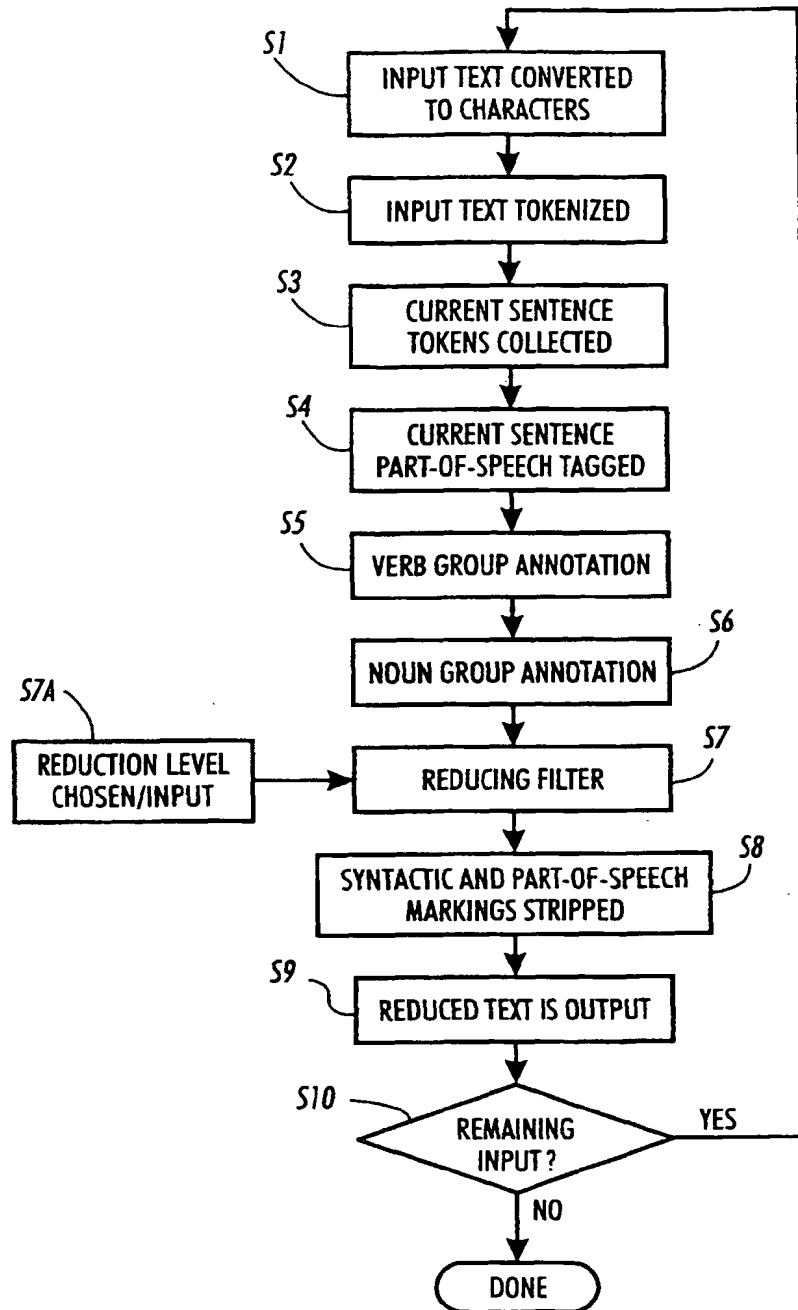 S1
INPUT TEXT CONVERTED
TO CHARACTERS
S2
INPUT TEXT TOKENIZED
S3
CURRENT SENTENCE
TOKENS COLLECTED
S4
CURRENT SENTENCE
PART-OF-SPEECH TAGGED
S5
VERB GROUP ANNOTATION
S6
NOUN GROUP ANNOTATION
S7A
REDUCTION LEVEL
CHOSEN/INPUT
S7
REDUCING FILTER
S8
SYNTACTIC AND PART-OF-SPEECH
MARKINGS STRIPPED
S9
REDUCED TEXT IS OUTPUT
S10
REMAINING
INPUT?
YES
NO
DONE